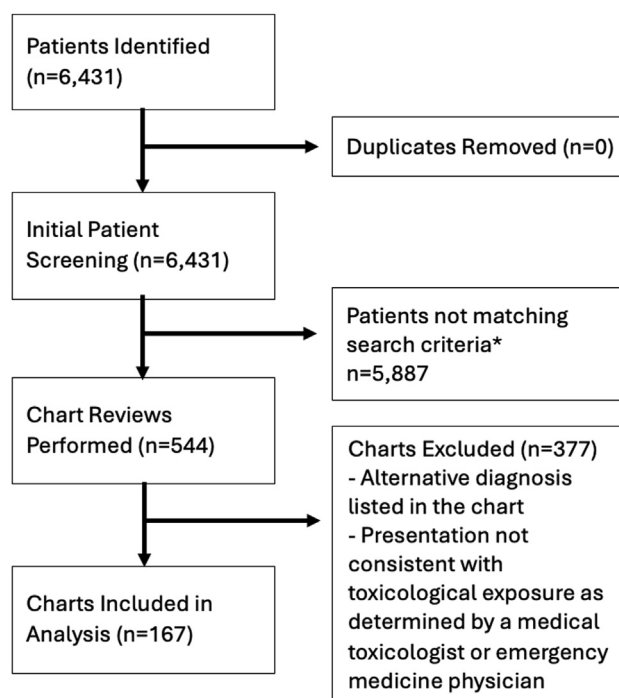 Patients Identified
(n=6,431)
Duplicates Removed (n=0)
Initial Patient
Screening (n=6,431)
Patients not matching
search criteria*
n=5,887
Chart Reviews
Performed (n=544)
Charts Excluded (n=377)
- Alternative diagnosis
listed in the chart
- Presentation not
consistent with
toxicological exposure as
determined by a medical
toxicologist or emergency
medicine physician
Charts Included in
Analysis (n=167)